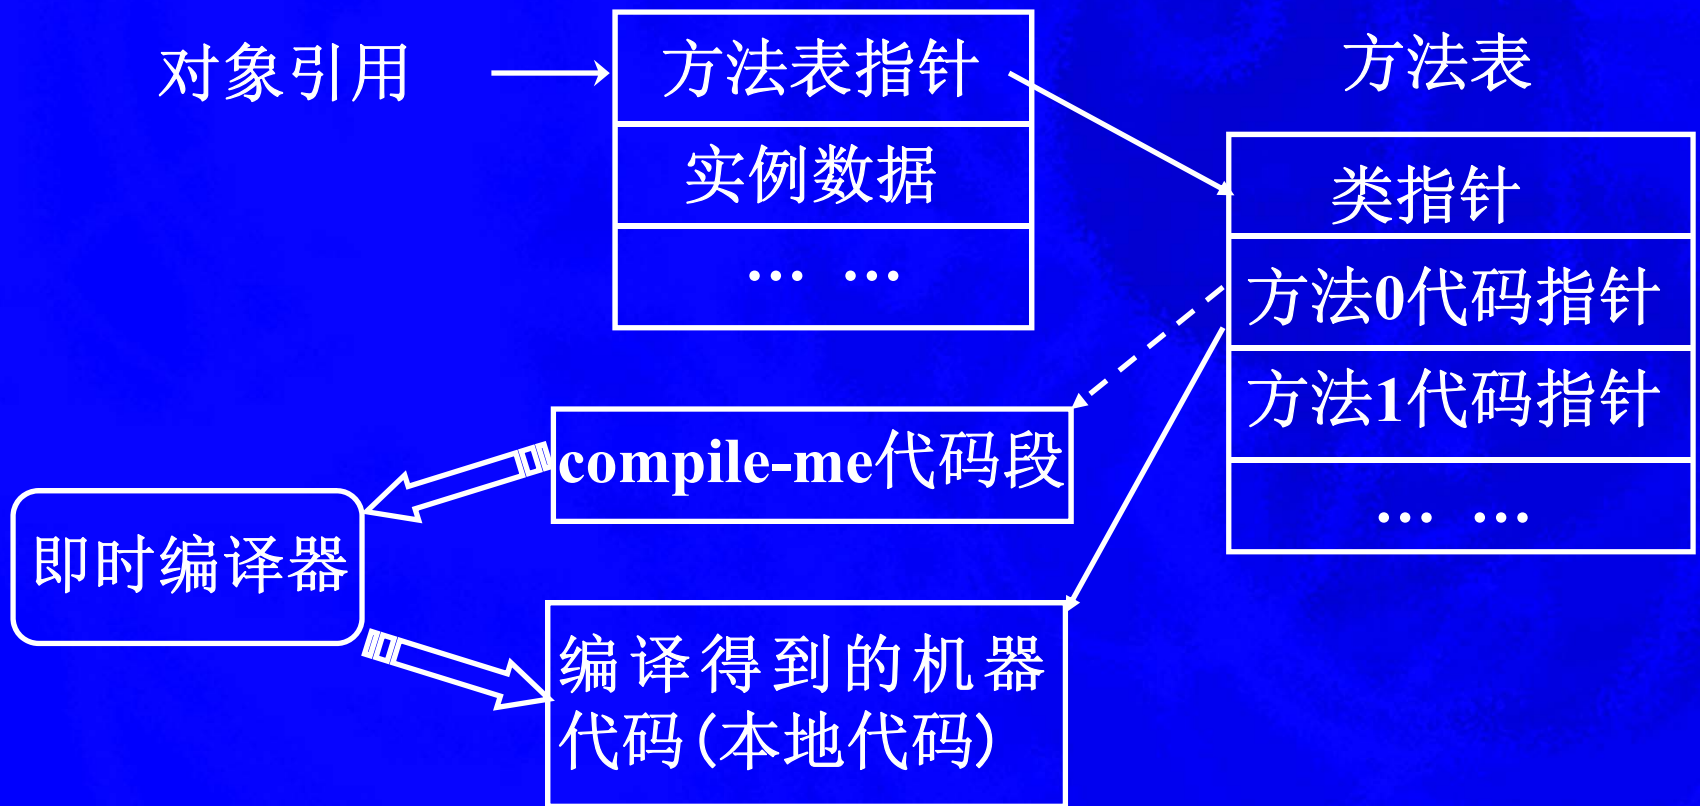 对象引用
方法表指针
实例数据
… …
方法表
类指针
方法0代码指针
方法1代码指针
… …
compile-me代码段
即时编译器
编译得到的机器
代码(本地代码)